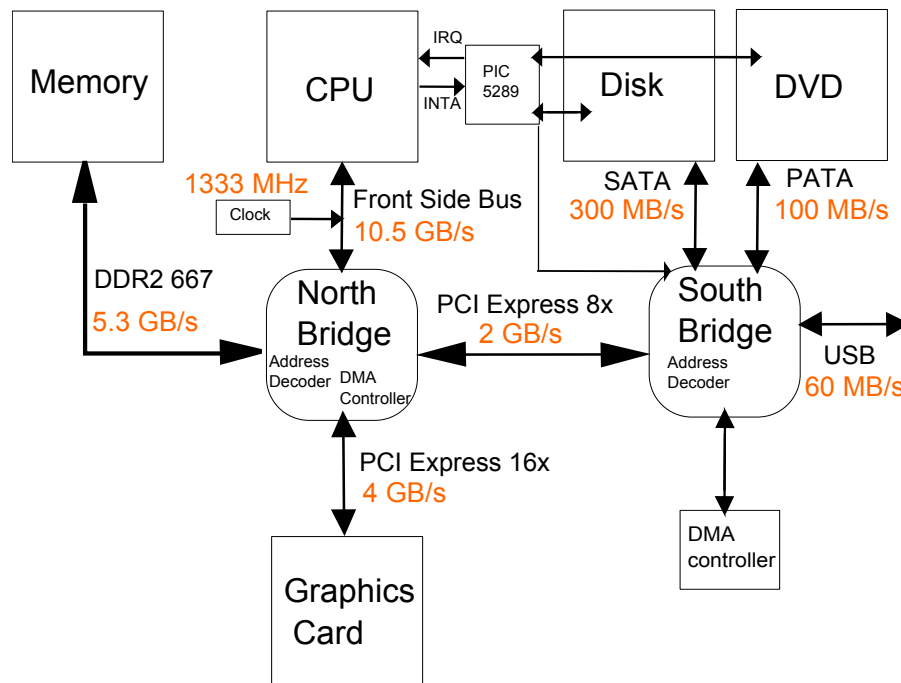 Memory
CPU
IRQ
INTA
PIC
5289
Disk
DVD
1333 MHz
Clock
Front Side Bus
10.5 GB/s
SATA
300 MB/s
PATA
100 MB/s
DDR2 667
5.3 GB/s
North
Bridge
Address
Decoder
DMA
Controller
PCI Express 8x
2 GB/s
South
Bridge
Address
Decoder
USB
60 MB/s
PCI Express 16x
4 GB/s
Graphics
Card
DMA
controller